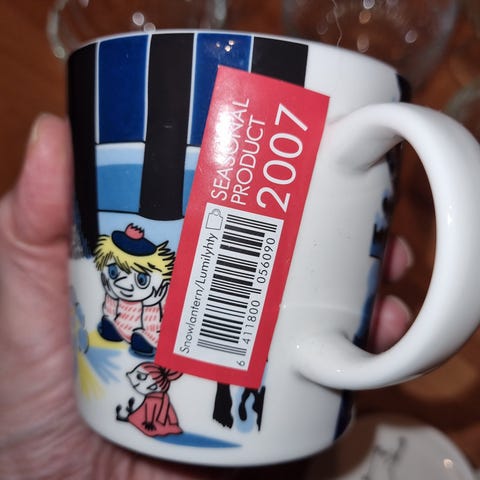 SEASONAL
PRODUCT
2007
Snowlantern/Lumilyhty
6 411800 056090